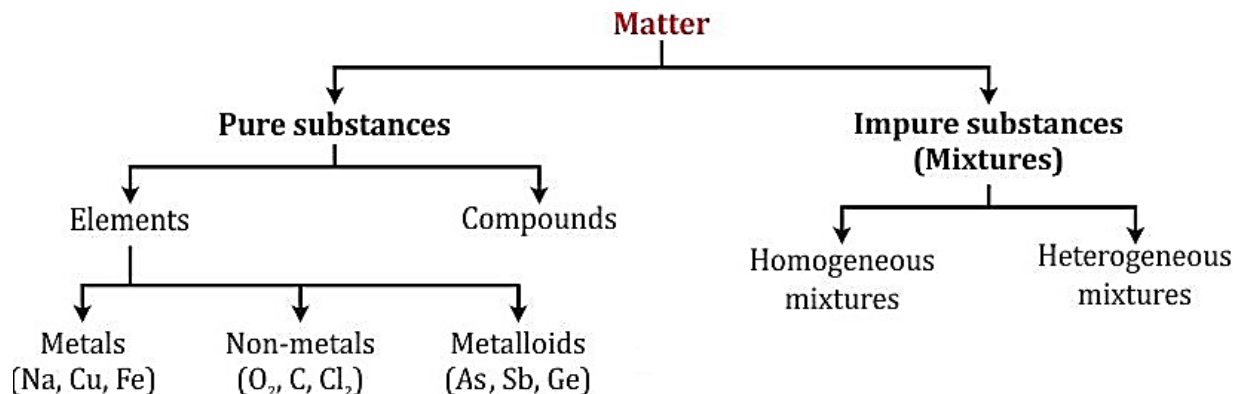 Matter
Pure substances
Impure substances
(Mixtures)
Elements
Compounds
Homogeneous
mixtures
Heterogeneous
mixtures
Metals
(Na, Cu, Fe)
Non-metals
(O₂, C, Cl₂)
Metalloids
(As, Sb, Ge)